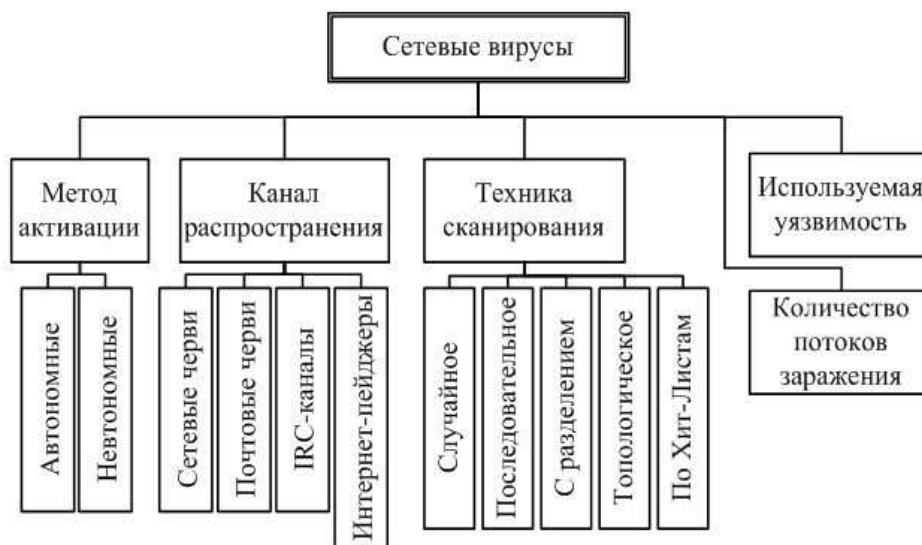 Сетевые вирусы
Метод
активации
Канал
распространения
Техника
сканирования
Используемая
уязвимость
Количество
потоков
заражения
Автономные
Невтономные
Сетевые черви
Почтовые черви
IRC-каналы
Интернет-пейджеры
Случайное
Последовательное
С разделением
Топологическое
По Хит-Листам